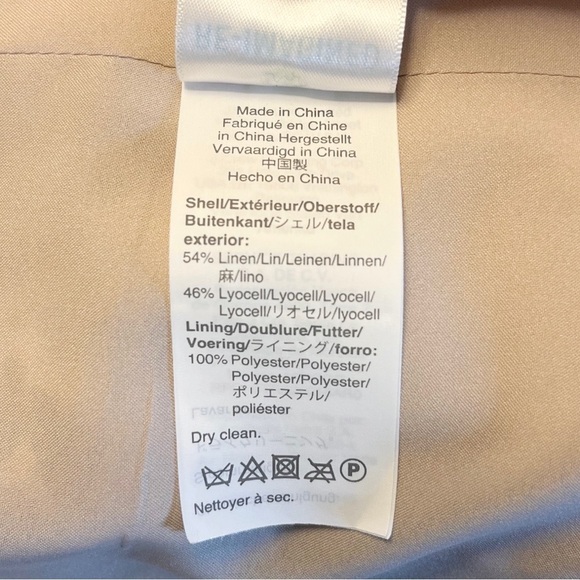 Made in China
Fabriqué en Chine
in China Hergestellt
Vervaardigd in China
中国製
Hecho en China
Shell/Extérieur/Oberstoff/
Buitenkant/シェル/tela
exterior:
54% Linen/Lin/Leinen/Linnen/
麻/lino
46% Lyocell/Lyocell/Lyocell/
Lyocell/リオセル/lyocell
Lining/Doublure/Futter/
Voering/ライニング/forro:
100% Polyester/Polyester/
Polyester/Polyester/
ポリエステル/
poliéster
Dry clean.
P
Nettoyer à sec.